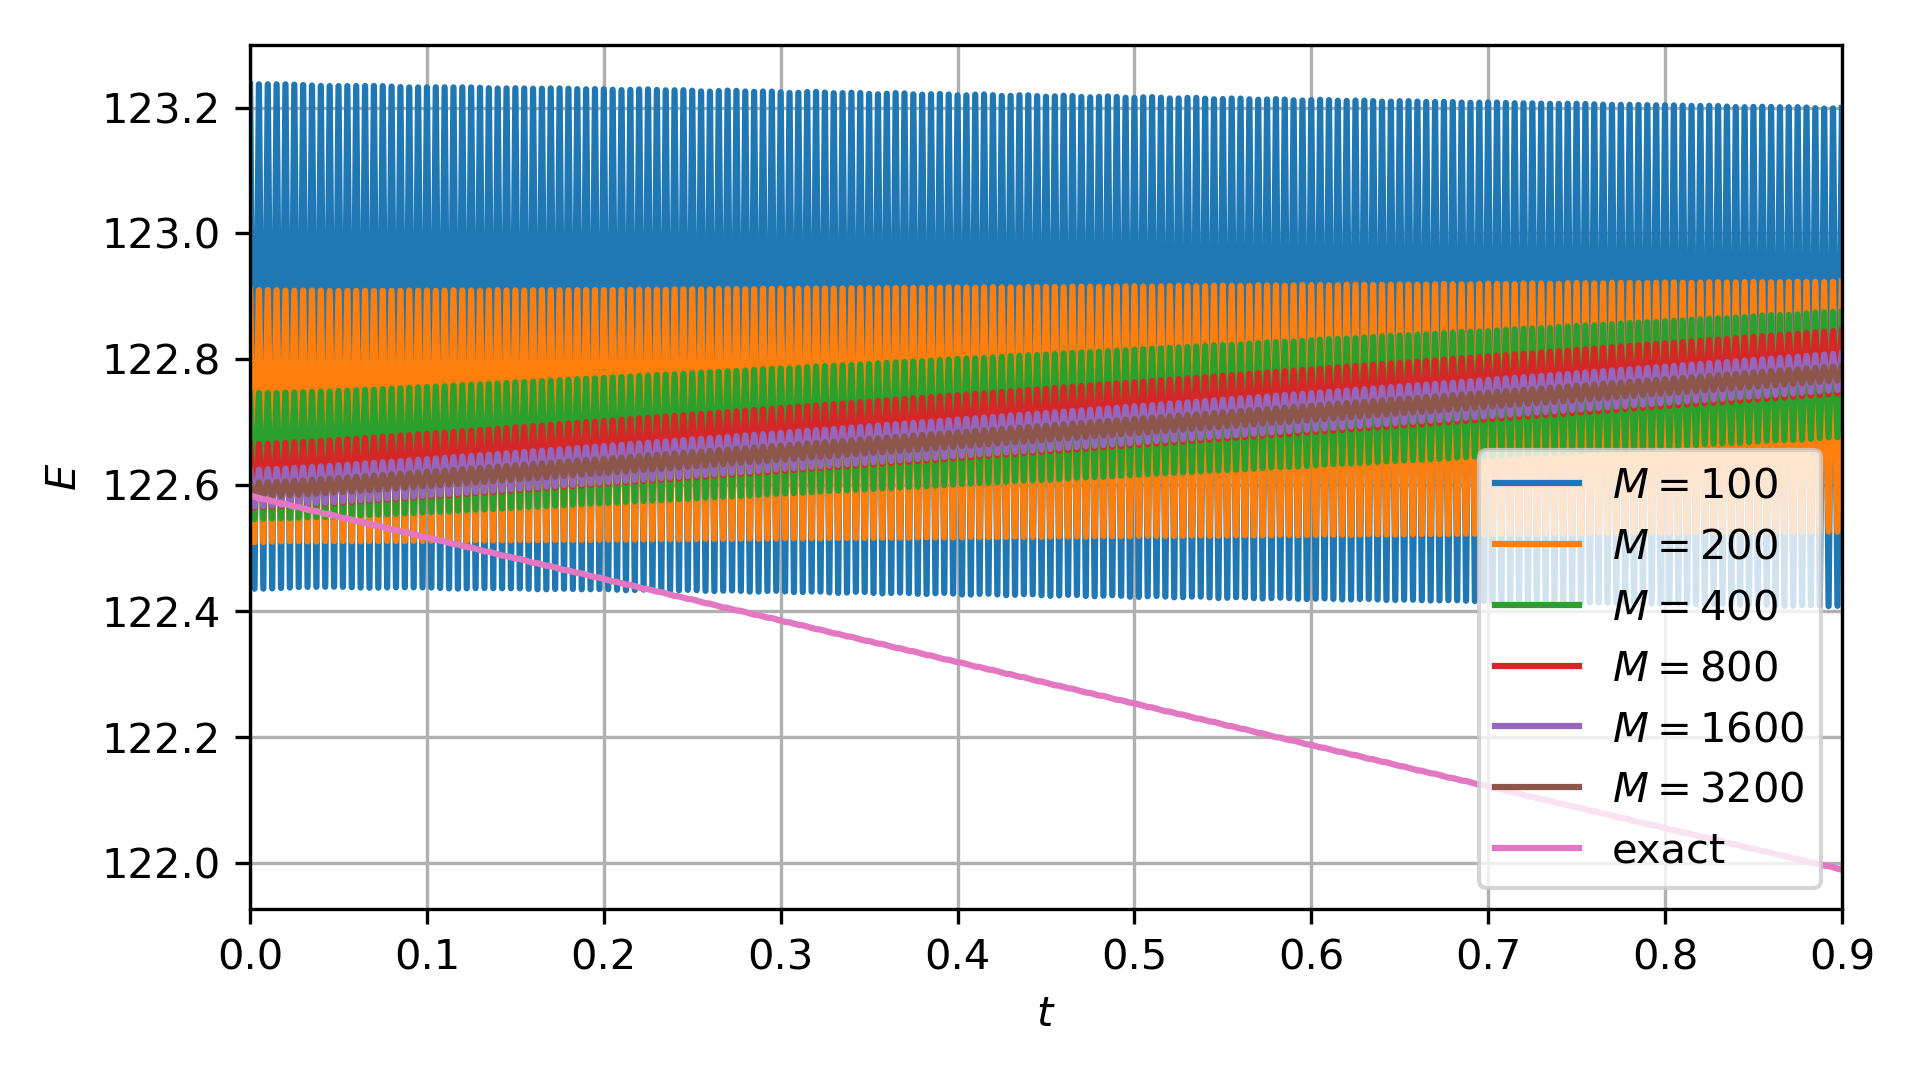 E
123.2
123.0
122.8
122.6
122.4
122.2
122.0
M = 100
M = 200
M = 400
M = 800
M = 1600
M = 3200
exact
0.0 0.1 0.2 0.3 0.4 0.5 0.6 0.7 0.8 0.9
t